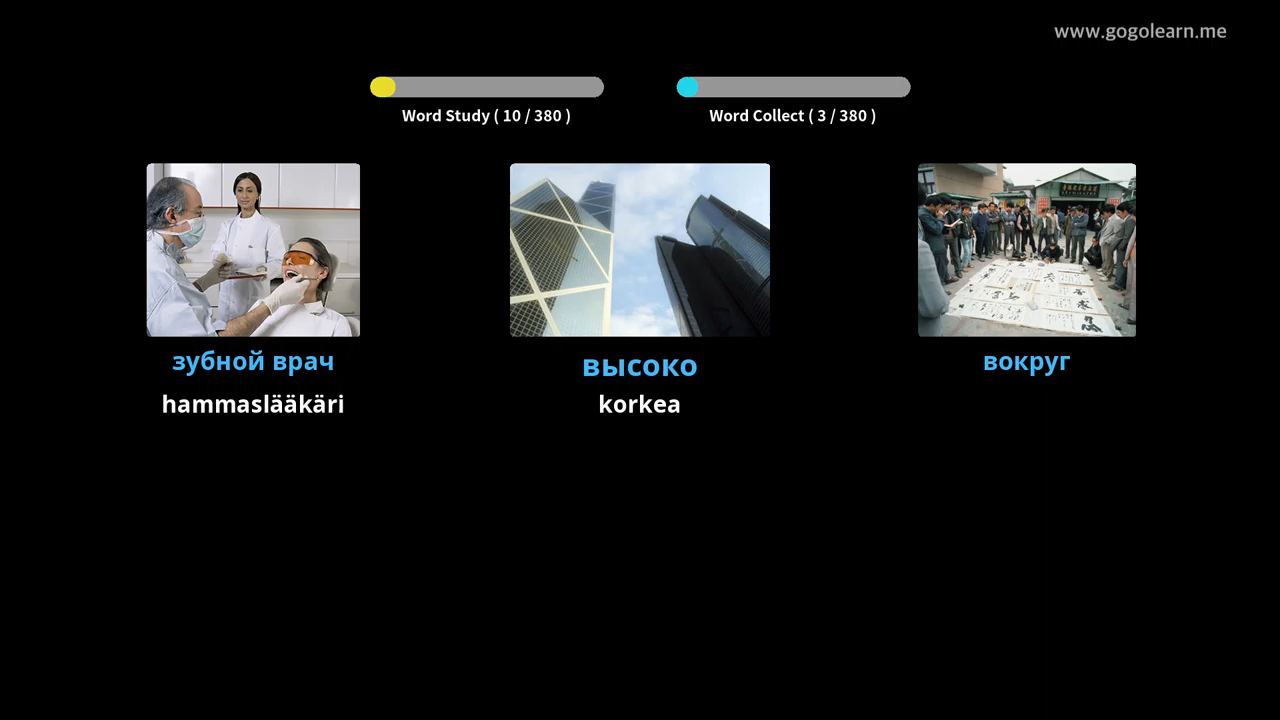 www.gogolearn.me
Word Study ( 10 / 380 )
Word Collect ( 3 / 380 )
зубной врач
высоко
вокруг
hammaslääkäri
korkea